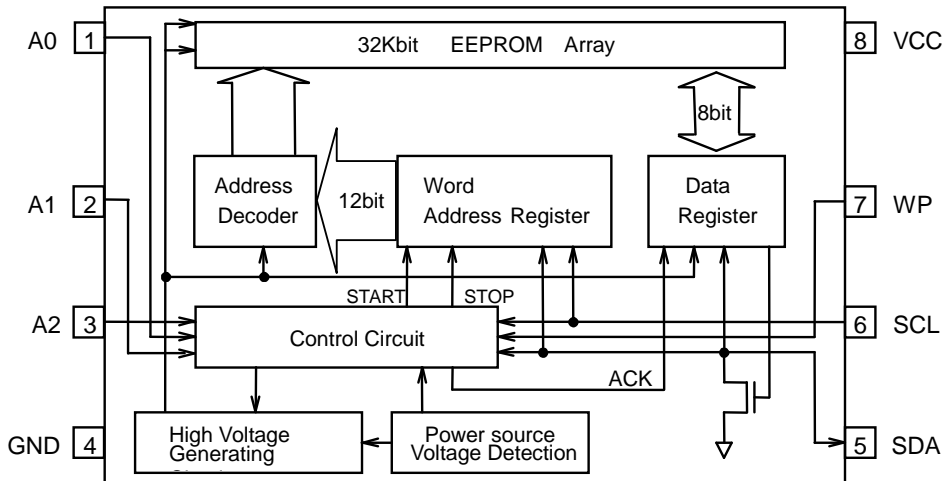 A0 1
32Kbit EEPROM Array
8 VCC
8bit
A1 2
Address
Decoder
12bit
Word
Address Register
Data
Register
7 WP
START
STOP
A2 3
Control Circuit
6 SCL
ACK
GND 4
High Voltage
Generating
Power source
Voltage Detection
5 SDA